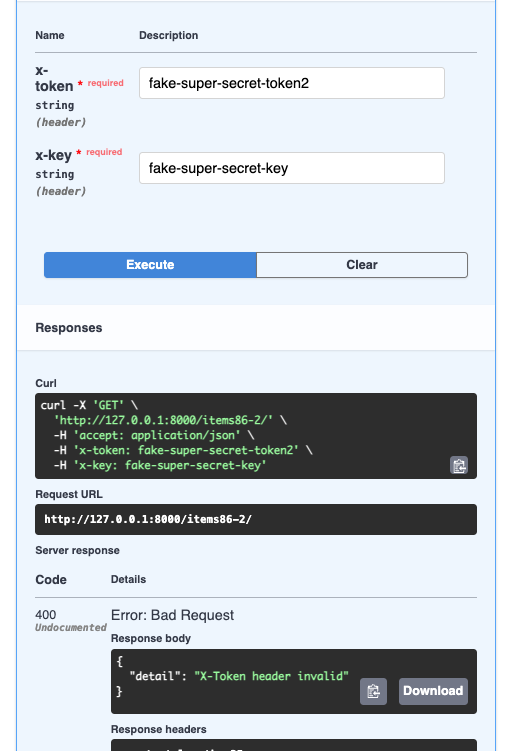 Name Description
x-
token * required
string
(header)
fake-super-secret-token2
x-key * required
string
(header)
fake-super-secret-key
Execute Clear
Responses
Curl
curl -X 'GET' \
'http://127.0.0.1:8000/items86-2/' \
-H 'accept: application/json' \
-H 'x-token: fake-super-secret-token2' \
-H 'x-key: fake-super-secret-key'
Request URL
http://127.0.0.1:8000/items86-2/
Server response
Code Details
400
Undocumented
Error: Bad Request
Response body
{
"detail": "X-Token header invalid"
}
Download
Response headers